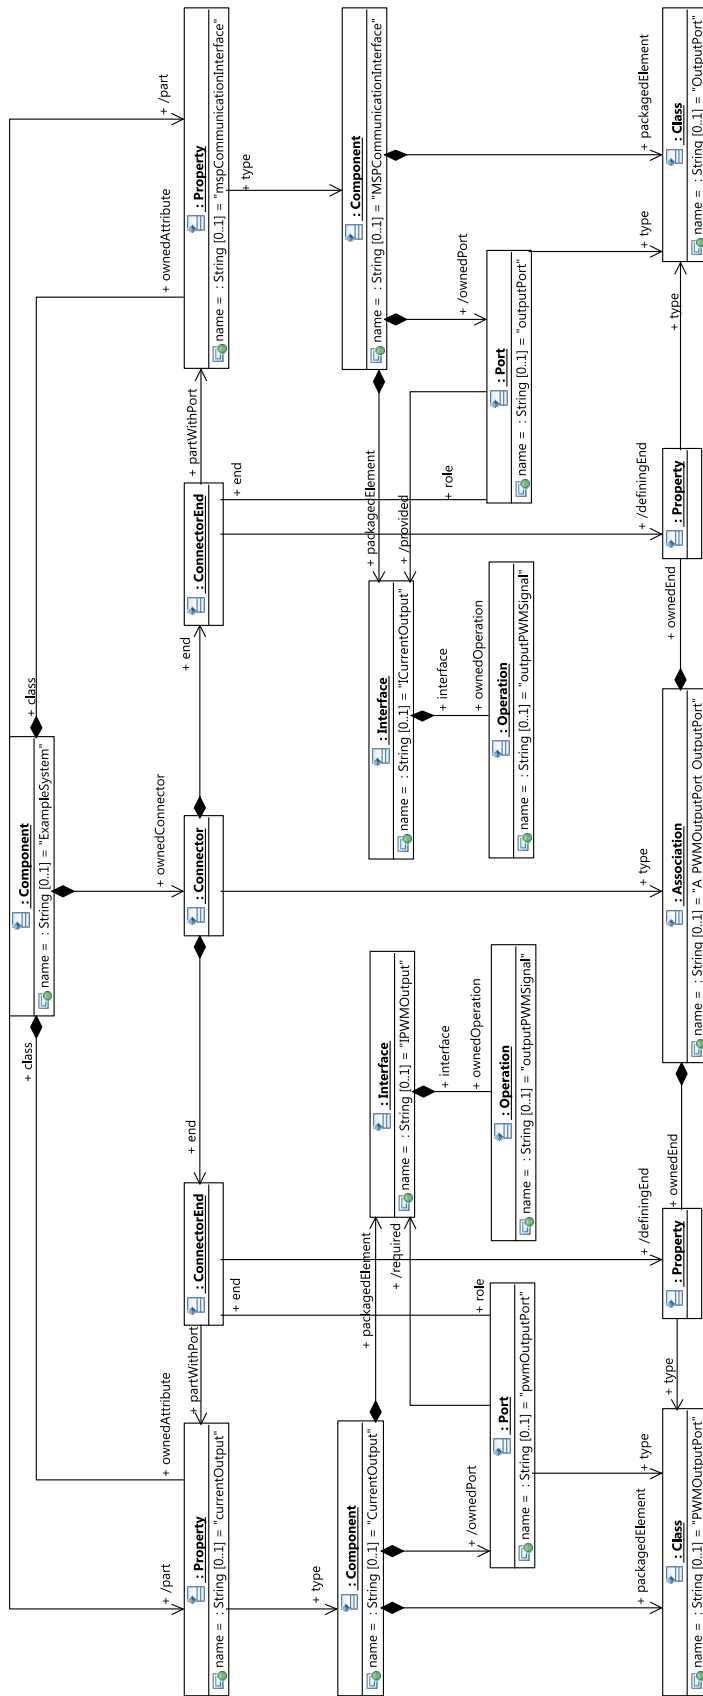 : Component
name = : String [0..1] = "ExampleSystem"
+ class
+ class
+ /part
+ ownedAttribute
+ ownedConnector
+ ownedAttribute
+ /part
: Property
name = : String [0..1] = "currentOutput"
+ partWithPort
: ConnectorEnd
+ end
: Connector
+ end
: ConnectorEnd
+ partWithPort
: Property
name = : String [0..1] = "mspCommunicationInterface"
+ type
+ end
+ end
+ type
: Component
name = : String [0..1] = "CurrentOutput"
+ packagedElement
+ /required
: Interface
name = : String [0..1] = "IPWMOutput"
: Interface
name = : String [0..1] = "ICurrentOutput"
+ packagedElement
+ /provided
: Component
name = : String [0..1] = "MSPCommunicationInterface"
+ interface
+ ownedOperation
+ interface
+ ownedOperation
+ /ownedPort
+ role
+ role
+ /ownedPort
: Port
name = : String [0..1] = "pwmOutputPort"
: Operation
name = : String [0..1] = "outputPWMSignal"
: Operation
name = : String [0..1] = "outputPWMSignal"
: Port
name = : String [0..1] = "outputPort"
+ packagedElement
+ type
+ /definingEnd
+ type
+ /definingEnd
+ type
+ packagedElement
: Class
name = : String [0..1] = "PWMOutputPort"
+ type
: Property
+ ownedEnd
: Association
name = : String [0..1] = "A_PWMOutputPort_OutputPort"
+ ownedEnd
: Property
+ type
: Class
name = : String [0..1] = "OutputPort"